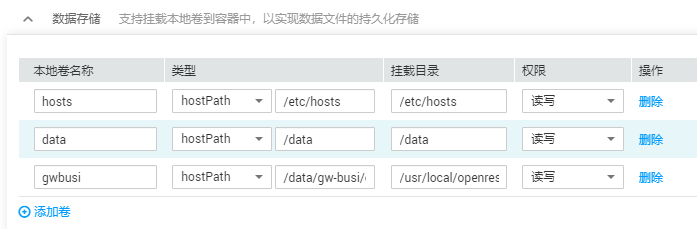 数据存储 支持挂载本地卷到容器中，以实现数据文件的持久化存储
本地卷名称 类型 挂载目录 权限 操作
hosts hostPath /etc/hosts /etc/hosts 读写 删除
data hostPath /data /data 读写 删除
gwbusi hostPath /data/gw-busi/ /usr/local/openres 读写 删除
添加卷